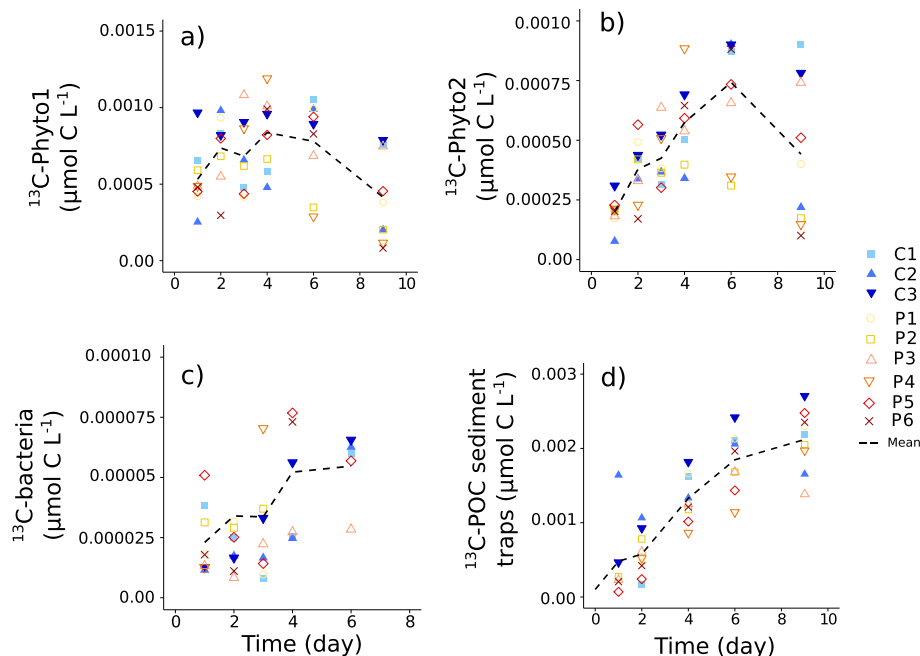 a)
¹³C-Phyto1
(µmol C L⁻¹)
0.0015
0.0010
0.0005
0.00
0 2 4 6 8 10
b)
¹³C-Phyto2
(µmol C L⁻¹)
0.00010
0.00075
0.00050
0.00025
0.00
0 2 4 6 8 10
c)
¹³C-bacteria
(µmol C L⁻¹)
0.00010
0.000075
0.00005
0.000025
0.00
0 2 4 6 8
Time (day)
d)
¹³C-POC sediment
traps (µmol C L⁻¹)
0.003
0.002
0.001
0.00
0 2 4 6 8 10
Time (day)
C1
C2
C3
P1
P2
P3
P4
P5
P6
Mean